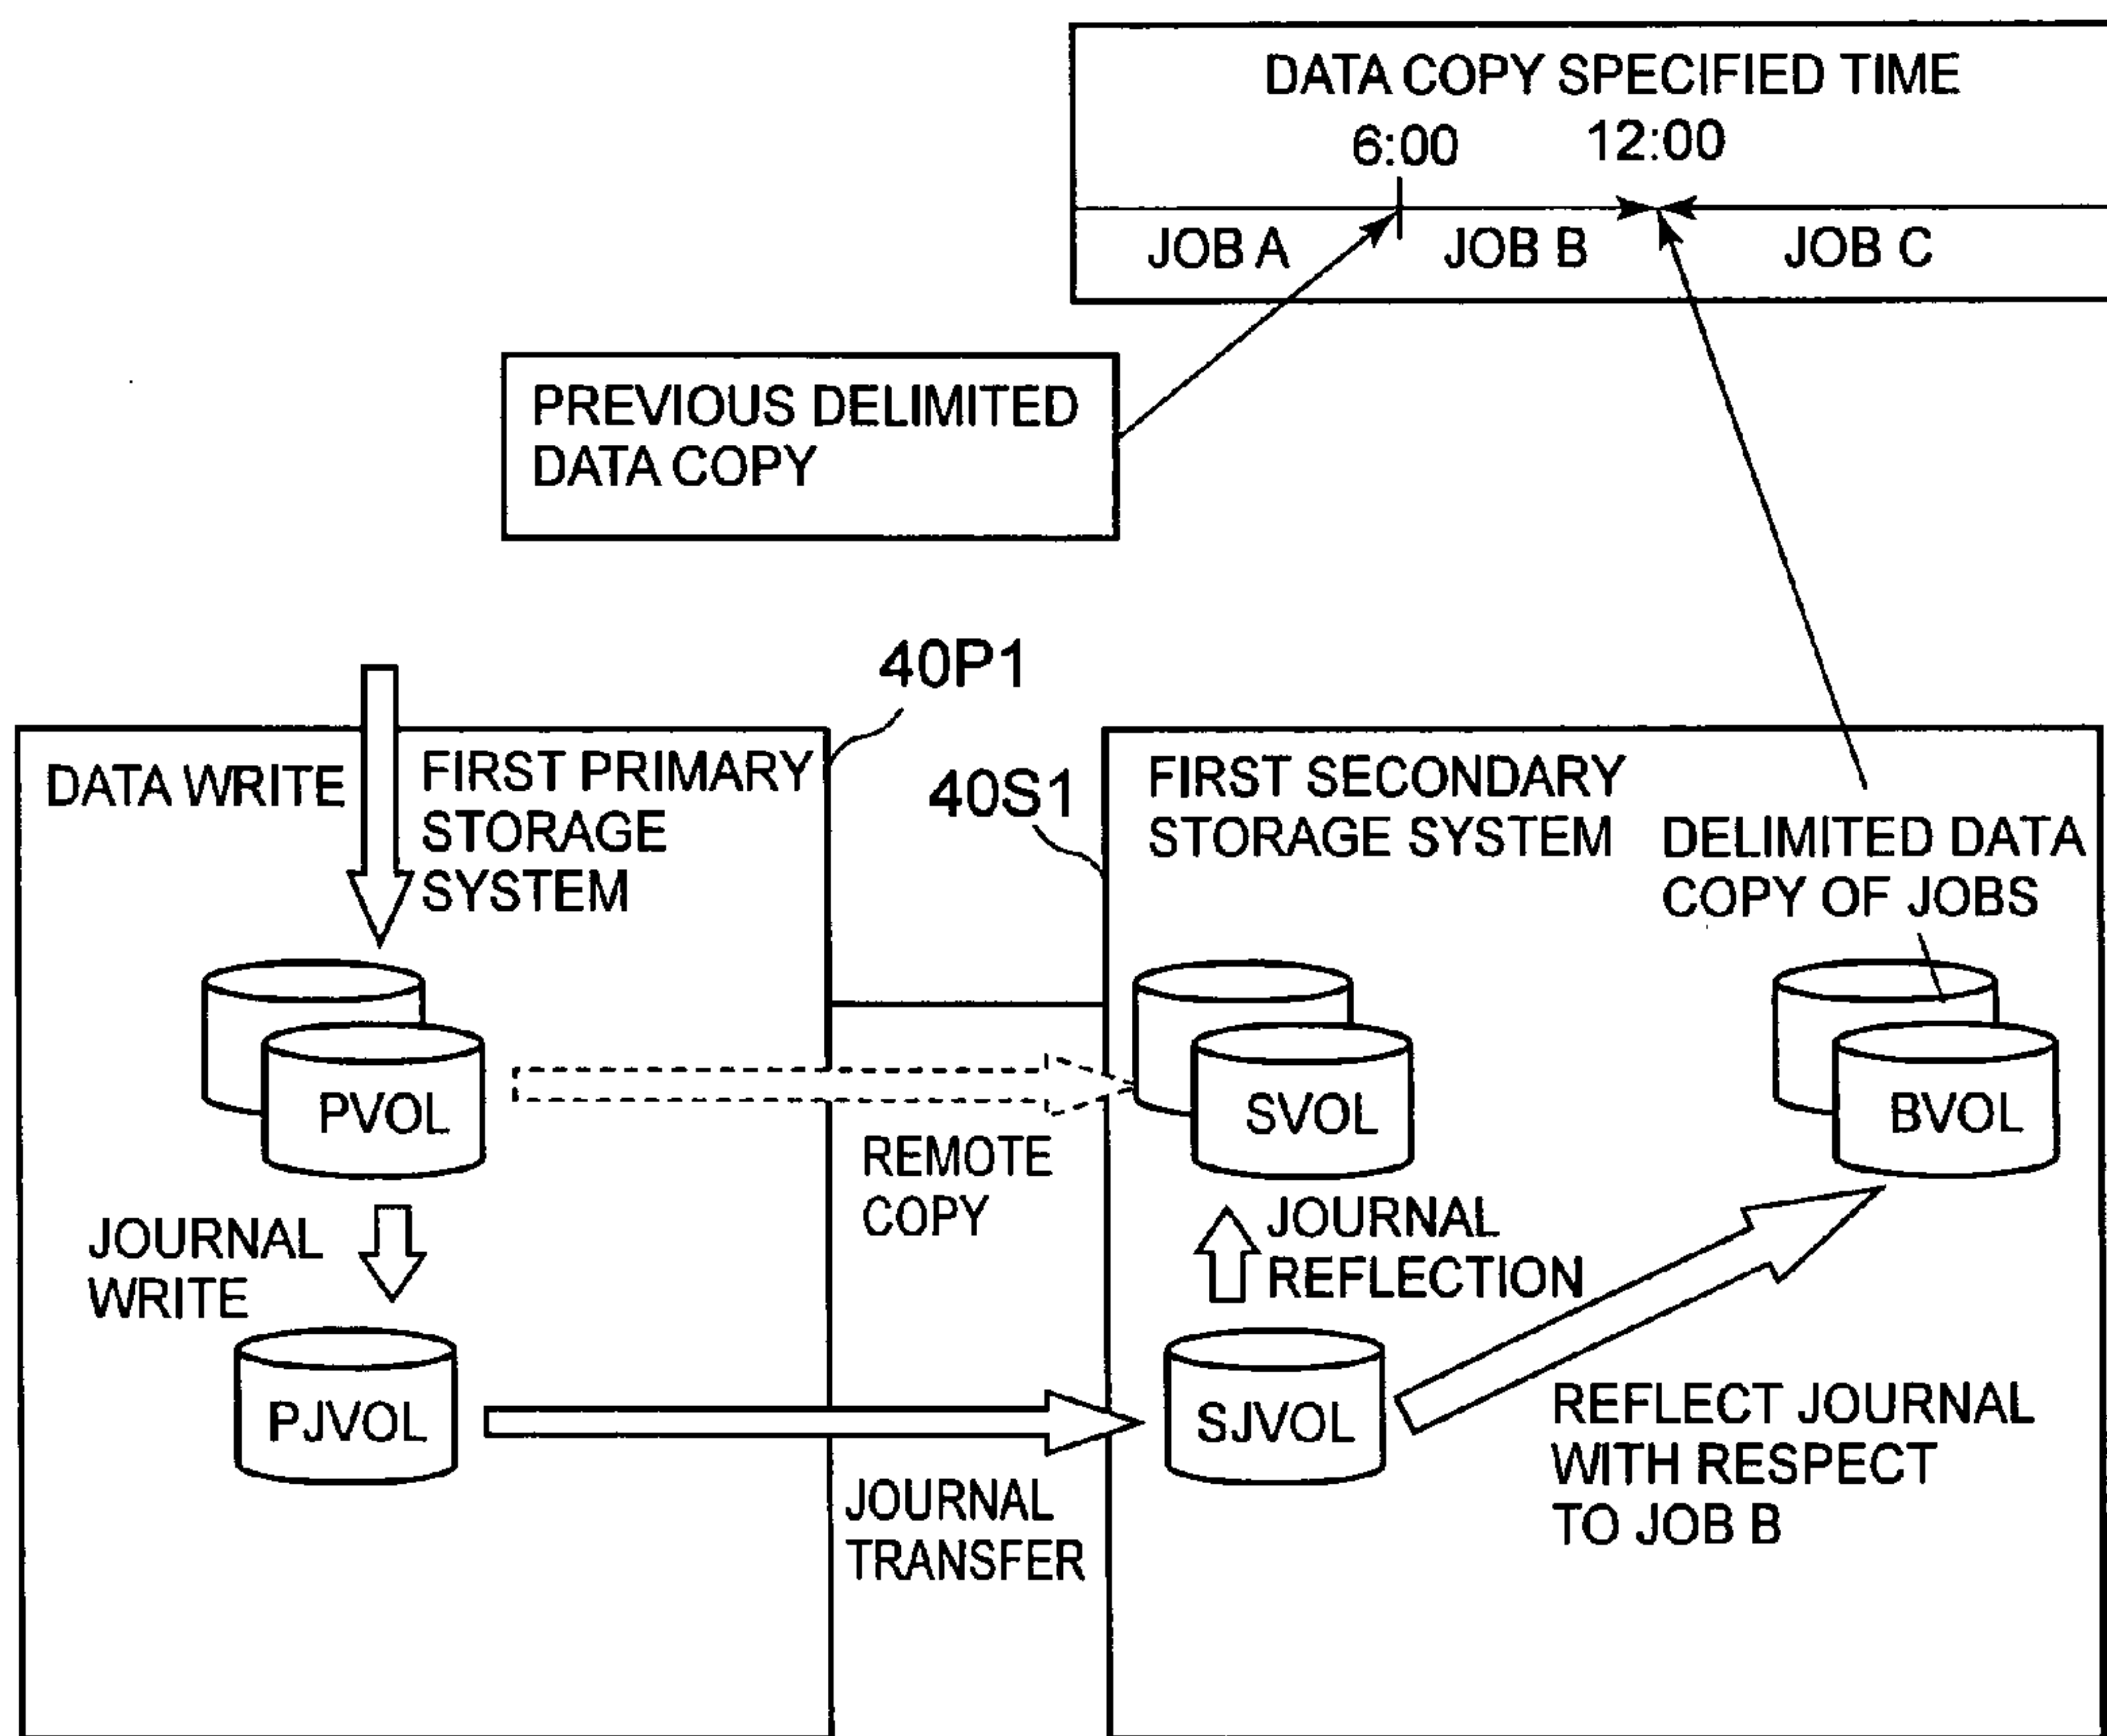 DATA COPY SPECIFIED TIME
6:00 12:00
JOB A JOB B JOB C
PREVIOUS DELIMITED
DATA COPY
40P1
DATA WRITE
FIRST PRIMARY
STORAGE
SYSTEM
40S1
FIRST SECONDARY
STORAGE SYSTEM
DELIMITED DATA
COPY OF JOBS
PVOL
SVOL
BVOL
REMOTE
COPY
JOURNAL
WRITE
JOURNAL
REFLECTION
PJVOL
SJVOL
JOURNAL
TRANSFER
REFLECT JOURNAL
WITH RESPECT
TO JOB B